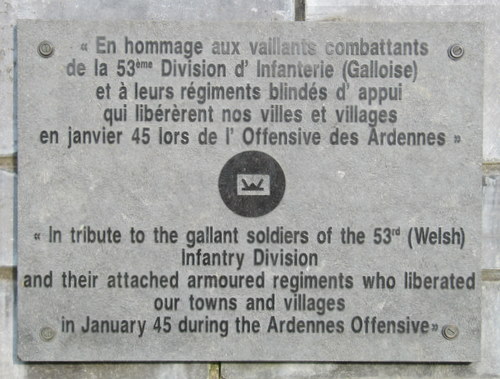 « En hommage aux vaillants combattants
de la 53ème Division d' Infanterie (Galloise)
et à leurs régiments blindés d' appui
qui libérèrent nos villes et villages
en janvier 45 lors de l' Offensive des Ardennes »
W
« In tribute to the gallant soldiers of the 53rd (Welsh)
Infantry Division
and their attached armoured regiments who liberated
our towns and villages
in January 45 during the Ardennes Offensive»